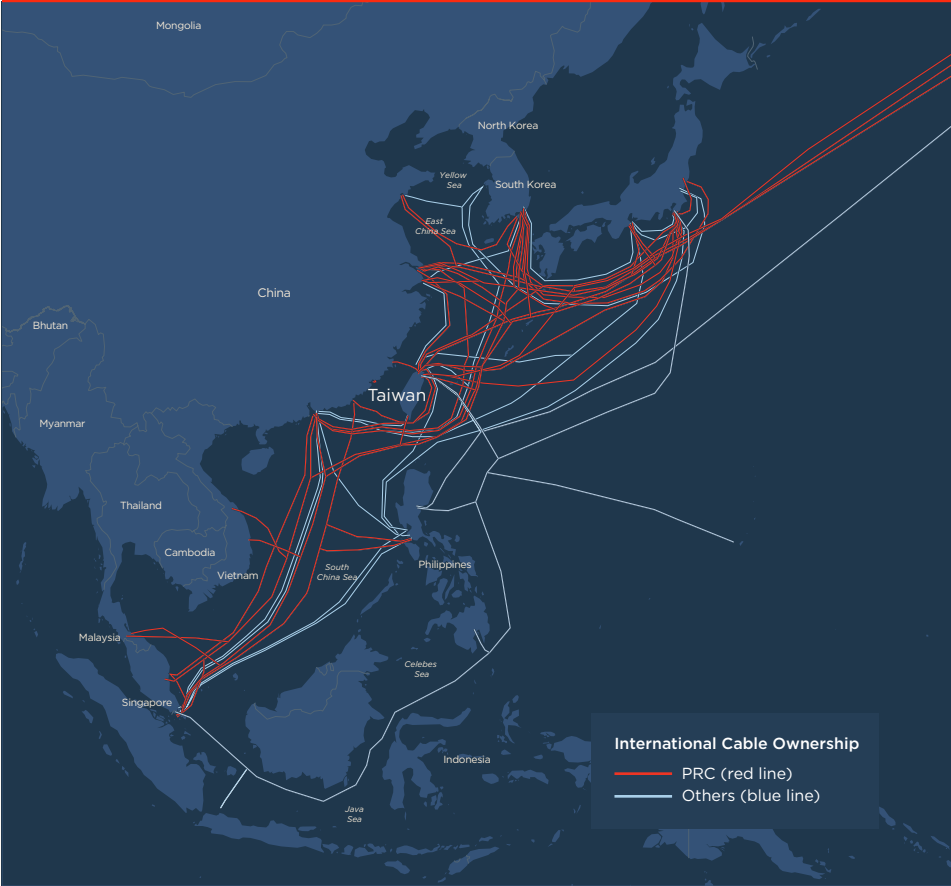 Mongolia
North Korea
Yellow
Sea
South Korea
East
China Sea
China
Bhutan
Taiwan
Myanmar
Thailand
Cambodia
Vietnam
South
China Sea
Philippines
Malaysia
Celebes
Sea
Singapore
Indonesia
Java
Sea
International Cable Ownership
PRC (red line)
Others (blue line)